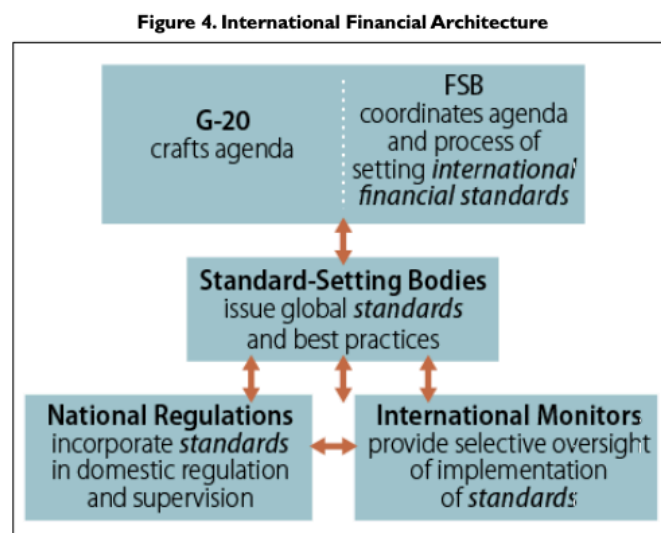 Figure 4. International Financial Architecture
G-20
crafts agenda
FSB
coordinates agenda
and process of
setting international
financial standards
Standard-Setting Bodies
issue global standards
and best practices
National Regulations
incorporate standards
in domestic regulation
and supervision
International Monitors
provide selective oversight
of implementation
of standards